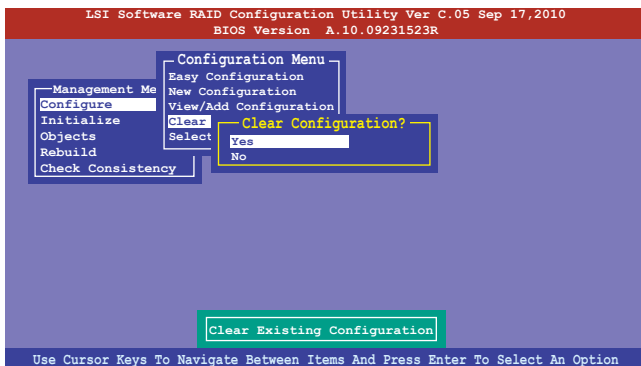 LSI Software RAID Configuration Utility Ver C.05 Sep 17,2010
BIOS Version A.10.09231523R
Configuration Menu
Easy Configuration
New Configuration
View/Add Configuration
Clear
Select
Management Me
Configure
Initialize
Objects
Rebuild
Check Consistency
Clear Configuration?
Yes
No
Clear Existing Configuration
Use Cursor Keys To Navigate Between Items And Press Enter To Select An Option